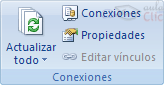 Actualizar todo
Conexiones
Propiedades
Editar vínculos
Conexiones